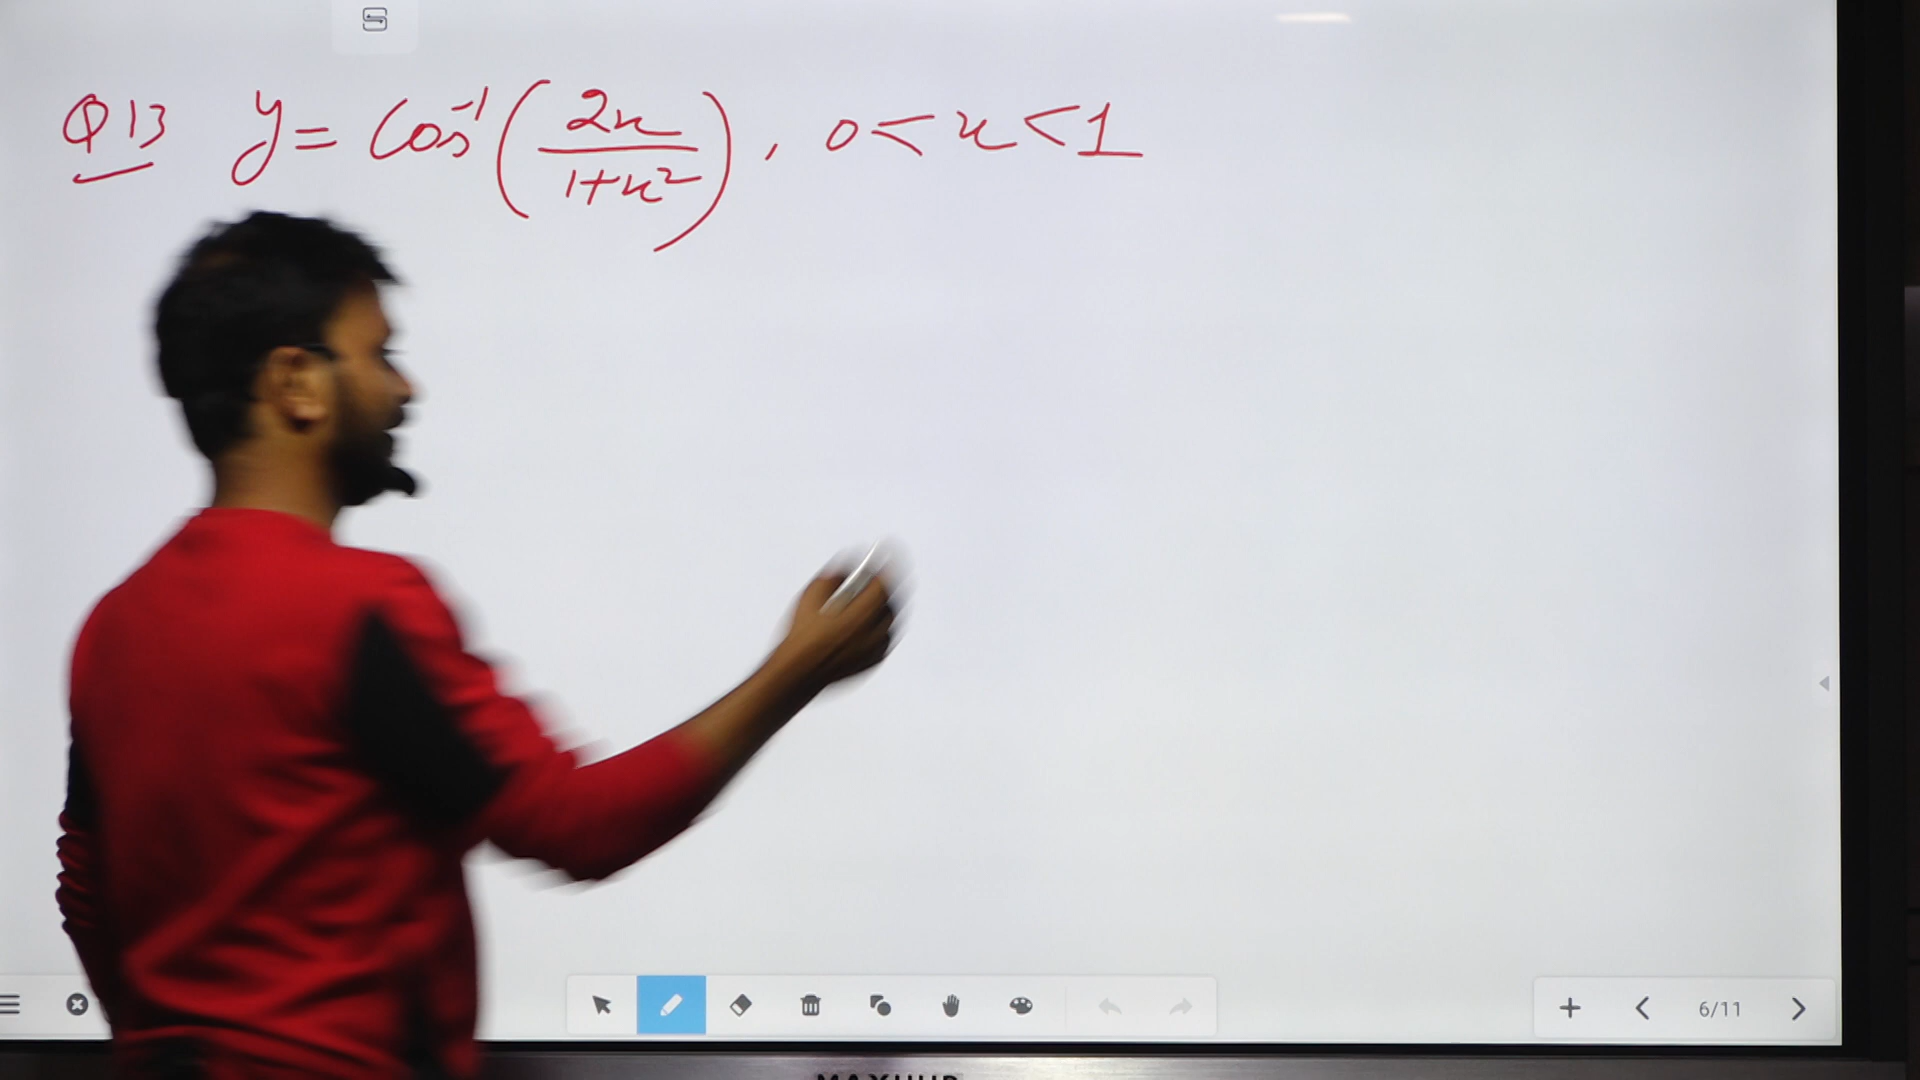 Q13 y = Cos⁻¹(2x/1+x²), 0<x<1
6/11